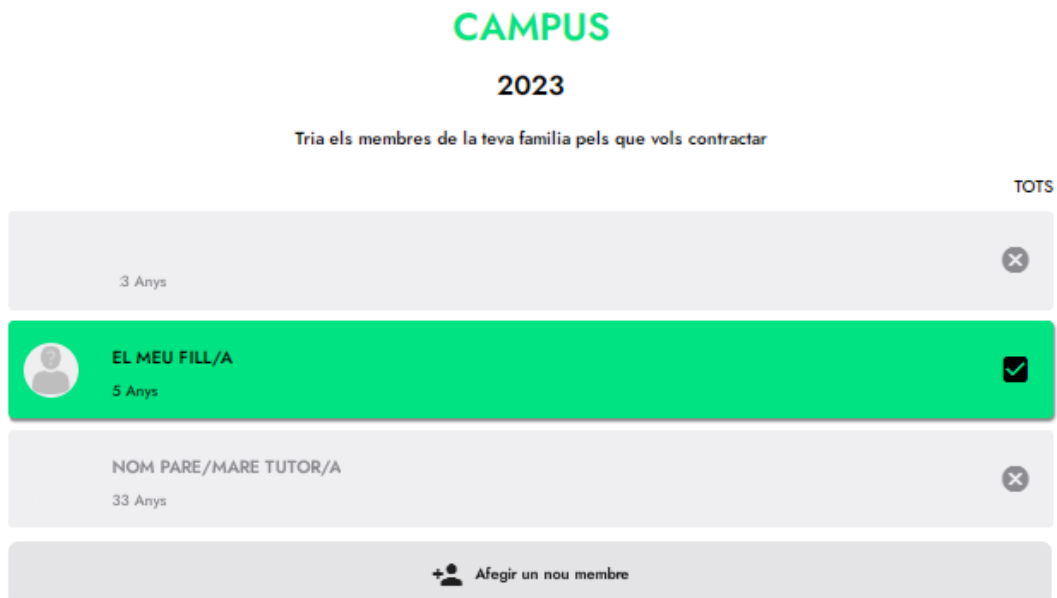 CAMPUS
2023
Tria els membres de la teva familia pels que vols contractar
TOTS
3 Anys
EL MEU FILL/A
5 Anys
NOM PARE/MARE TUTOR/A
33 Anys
Afegir un nou membre